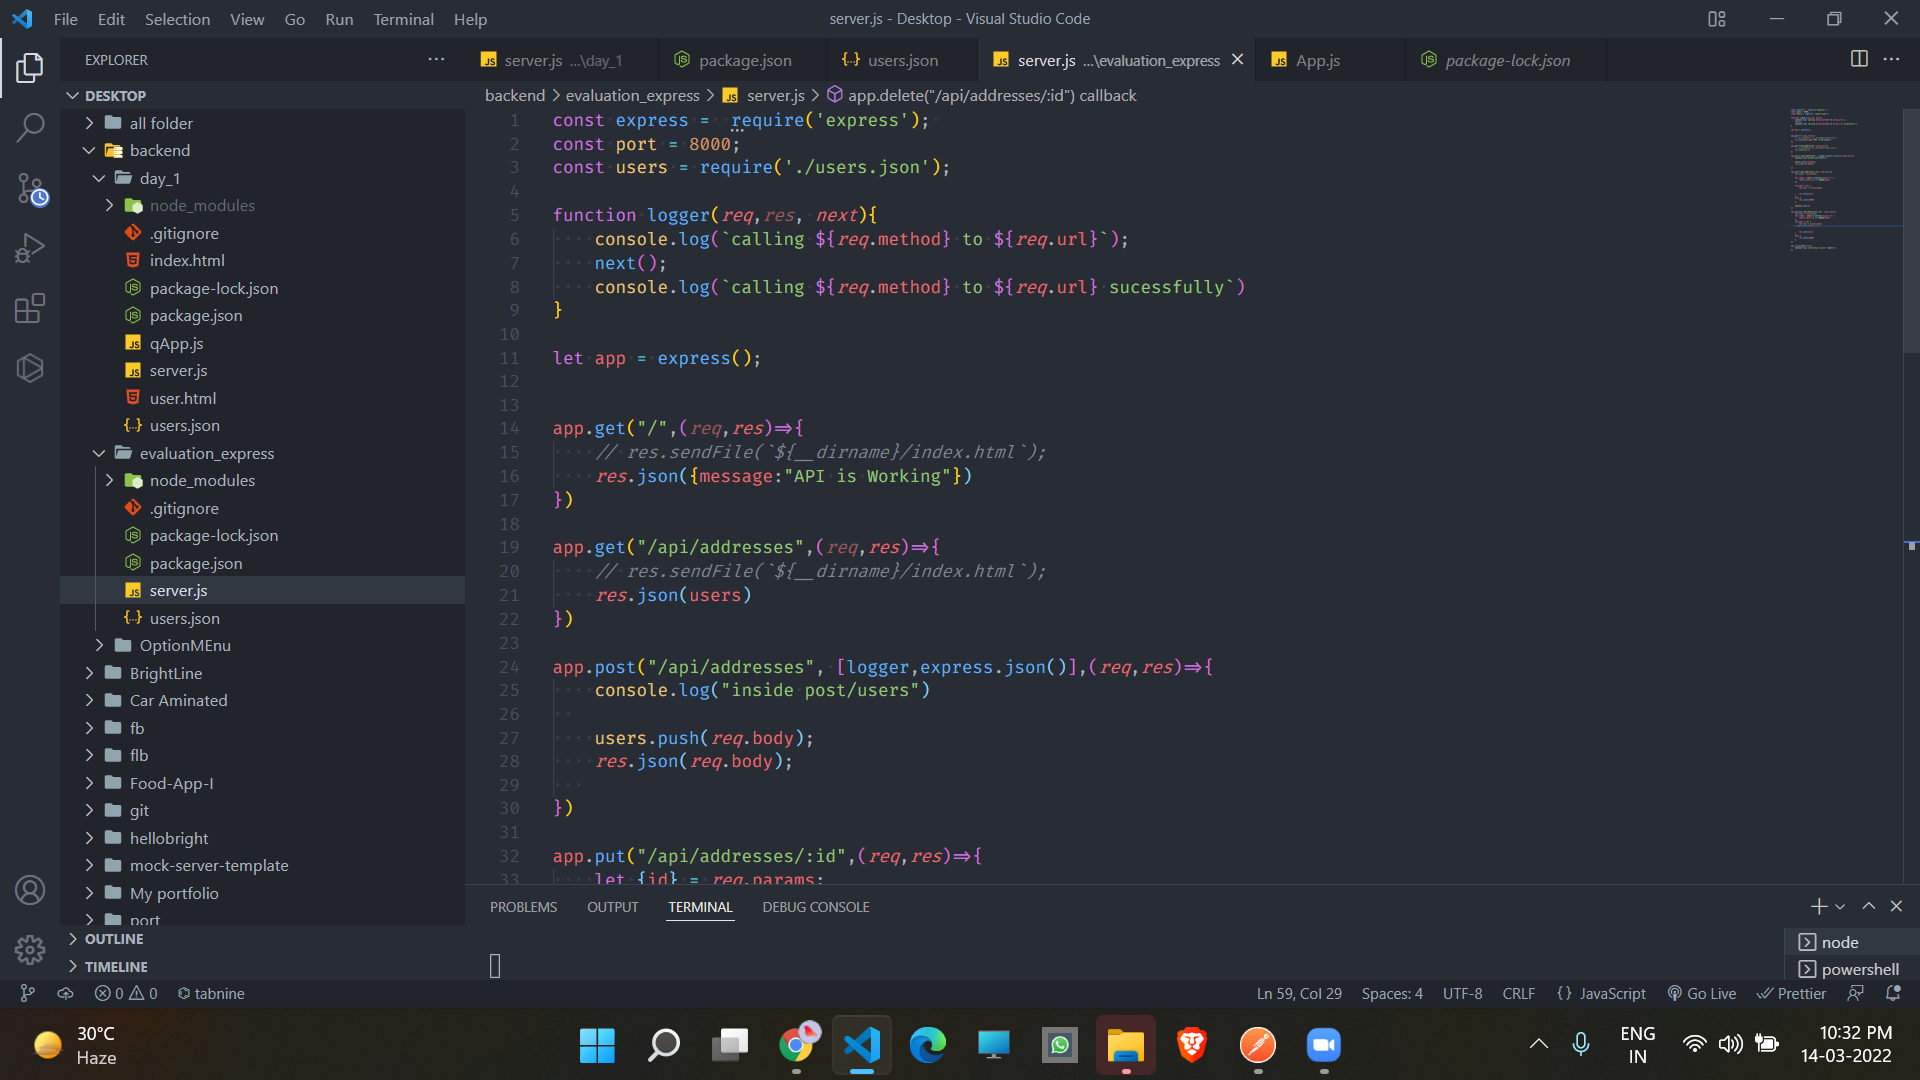 File Edit Selection View Go Run Terminal Help
server.js - Desktop - Visual Studio Code
EXPLORER
server.js ...\day_1
package.json
users.json
server.js ...\evaluation_express
App.js
package-lock.json
DESKTOP
all folder
backend
day_1
node_modules
.gitignore
index.html
package-lock.json
package.json
qApp.js
server.js
user.html
users.json
evaluation_express
node_modules
.gitignore
package-lock.json
package.json
server.js
users.json
OptionMEnu
BrightLine
Car Aminated
fb
flb
Food-App-I
git
hellobright
mock-server-template
My portfolio
port
OUTLINE
TIMELINE
backend > evaluation_express > server.js > app.delete("/api/addresses/:id") callback
1 const express = require('express');
2 const port = 8000;
3 const users = require('./users.json');
4
5 function logger(req,res, next){
6 console.log(`calling ${req.method} to ${req.url}`);
7 next();
8 console.log(`calling ${req.method} to ${req.url} sucessfully`)
9 }
10
11 let app = express();
12
13
14 app.get("/",(req,res)=>{
15 // res.sendFile(`${__dirname}/index.html`);
16 res.json({message:"API is Working"})
17 })
18
19 app.get("/api/addresses",(req,res)=>{
20 // res.sendFile(`${__dirname}/index.html`);
21 res.json(users)
22 })
23
24 app.post("/api/addresses", [logger,express.json()],(req,res)=>{
25 console.log("inside post/users")
26
27 users.push(req.body);
28 res.json(req.body);
29
30 })
31
32 app.put("/api/addresses/:id",(req,res)=>{
33 let {id} = req.params;
PROBLEMS OUTPUT TERMINAL DEBUG CONSOLE
node
powershell
0 0 tabnine
Ln 59, Col 29 Spaces: 4 UTF-8 CRLF {} JavaScript Go Live Prettier
30°C
Haze
ENG
IN
10:32 PM
14-03-2022